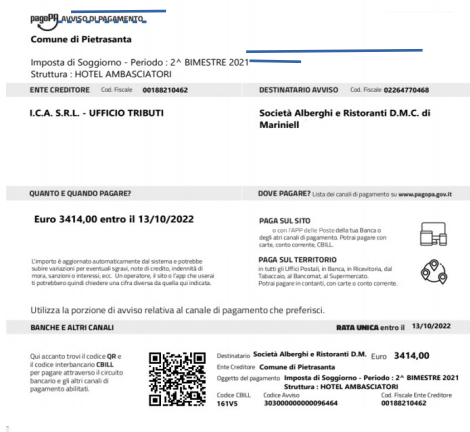 pagoPA AVVISO DI PAGAMENTO
Comune di Pietrasanta
Imposta di Soggiorno - Periodo : 2^ BIMESTRE 2021
Struttura : HOTEL AMBASCIATORI
ENTE CREDITORE Cod. Fiscale 00188210462
DESTINATARIO AVVISO Cod. Fiscale 02264770468
I.C.A. S.R.L. - UFFICIO TRIBUTI
Società Alberghi e Ristoranti D.M.C. di
Mariniell
QUANTO E QUANDO PAGARE?
DOVE PAGARE? Lista dei canali di pagamento su www.pagopa.gov.it
Euro 3414,00 entro il 13/10/2022
PAGA SUL SITO
o con l'APP delle Poste della tua Banca o
degli atri canali di pagamento. Potrai pagare con
carte, conto corrente, CBILL.
L'importo è aggiornato automaticamente dal sistema e potrebbe
subire variazioni per eventuali sgravi, note di credito, indennità di
mora, sanzioni o interessi, ecc. Un operatore, il sito o l'app che userai
ti potrebbero quindi chiedere una cifra diversa da quella qui indicata.
PAGA SUL TERRITORIO
in tutti gli Uffici Postali, in Banca, in Ricevitoria, dal
Tabaccaio, al Bancomat, al Supermercato.
Potrai pagare in contanti, con carte o conto corrente.
Utilizza la porzione di avviso relativa al canale di pagamento che preferisci.
BANCHE E ALTRI CANALI
RATA UNICA entro il 13/10/2022
Qui accanto trovi il codice QR e
il codice interbancario CBILL
per pagare attraverso il circuito
bancario e gli altri canali di
pagamento abilitati.
Destinatario Società Alberghi e Ristoranti D.M. Euro 3414,00
Ente Creditore Comune di Pietrasanta
Oggetto del pagamento Imposta di Soggiorno - Periodo : 2^ BIMESTRE 2021
Struttura : HOTEL AMBASCIATORI
Codice CBILL Codice Avviso Cod. Fiscale Ente Creditore
161V5 303000000000096464 00188210462